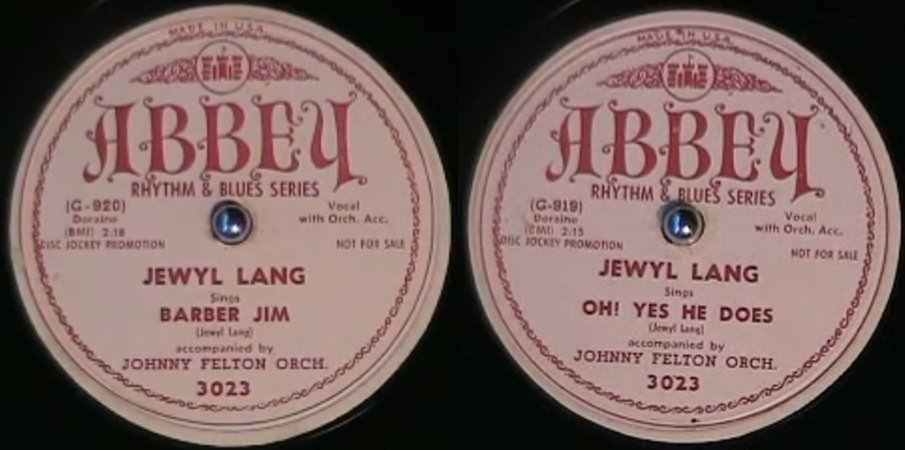 MADE IN U.S.A.
ABBEY
RHYTHM & BLUES SERIES
(G-920)
Doraine
(BMI) 2:18
DISC JOCKEY PROMOTION
Vocal
with Orch. Acc.
NOT FOR SALE
JEWYL LANG
Sings
BARBER JIM
(Jewyl Lang)
accompanied by
JOHNNY FELTON ORCH.
3023
MADE IN U.S.A.
ABBEY
RHYTHM & BLUES SERIES
(G-919)
Doraine
(BMI) 2:15
DISC JOCKEY PROMOTION
Vocal
with Orch. Acc.
NOT FOR SALE
JEWYL LANG
Sings
OH! YES HE DOES
(Jewyl Lang)
accompanied by
JOHNNY FELTON ORCH.
3023